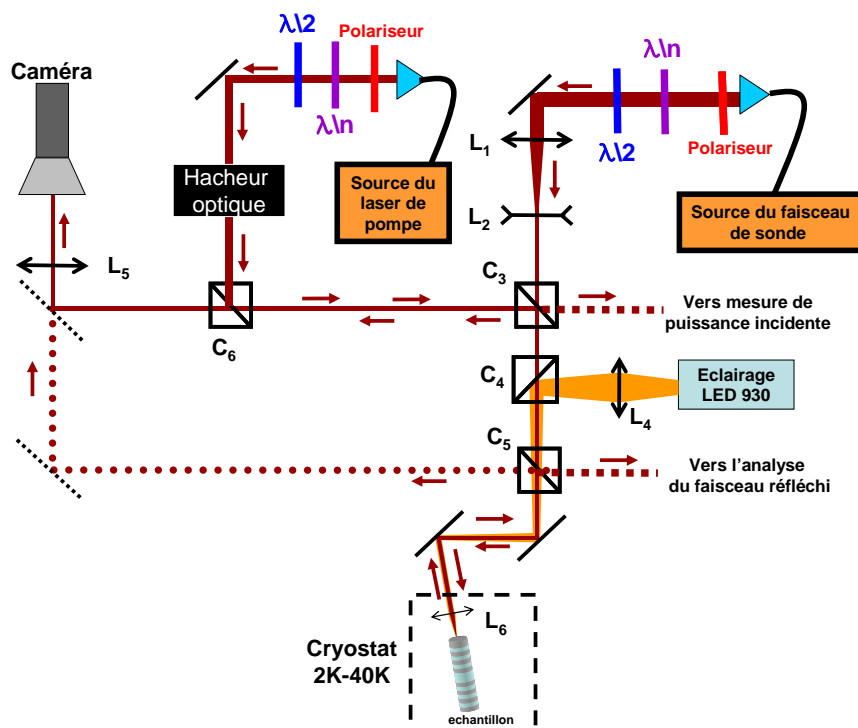 Caméra
λ\2
λ\n
Polariseur
Hacheur
optique
Source du
laser de
pompe
L1
L2
λ\2
λ\n
Polariseur
Source du faisceau
de sonde
L5
C6
C3
Vers mesure de
puissance incidente
C4
L4
Eclairage
LED 930
C5
Vers l'analyse
du faisceau réfléchi
Cryostat
2K-40K
L6
echantillon